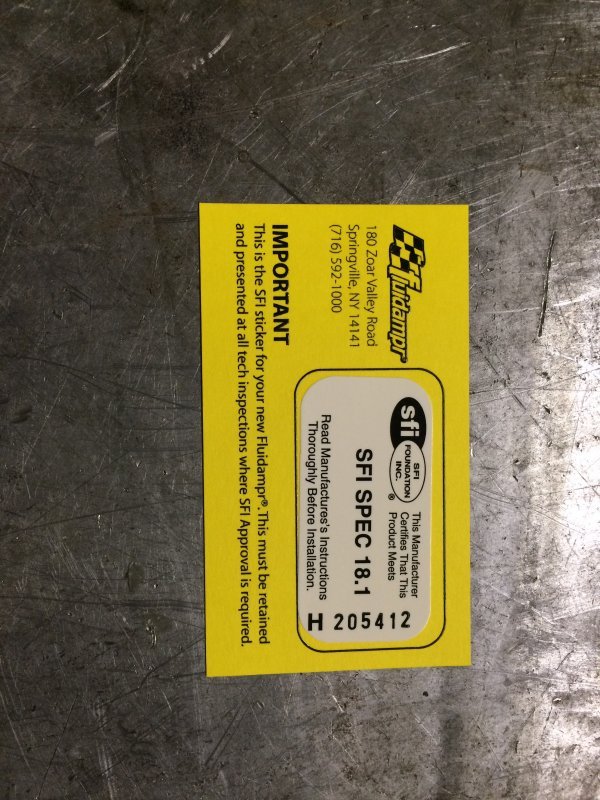 fluidampr®
180 Zoar Valley Road
Springville, NY 14141
(716) 592-1000
sfi
SFI
FOUNDATION
INC.
®
This Manufacturer
Certifies That This
Product Meets
SFI SPEC 18.1
Read Manufactures's Instructions
Thoroughly Before Installation.
H 205412
IMPORTANT
This is the SFI sticker for your new Fluidampr®. This must be retained
and presented at all tech inspections where SFI Approval is required.